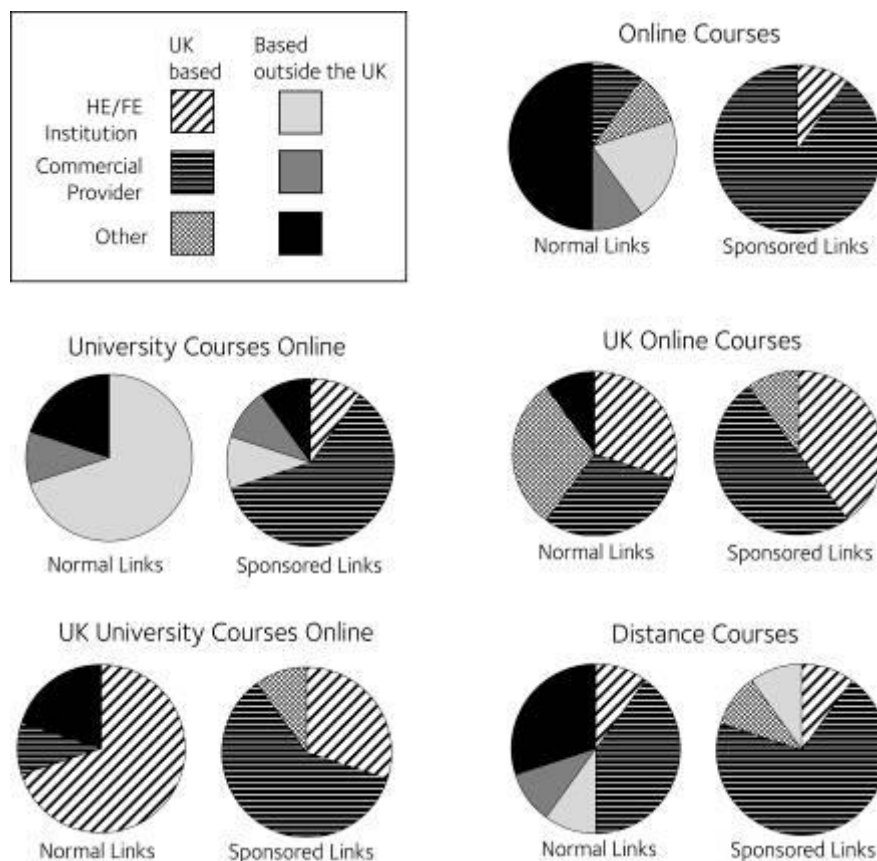 UK based
Based outside the UK
HE/FE Institution
Commercial Provider
Other
Online Courses
Normal Links
Sponsored Links
University Courses Online
Normal Links
Sponsored Links
UK Online Courses
Normal Links
Sponsored Links
UK University Courses Online
Normal Links
Sponsored Links
Distance Courses
Normal Links
Sponsored Links